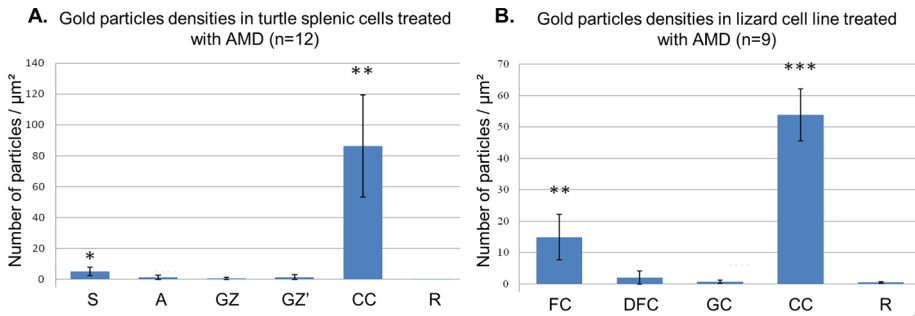 A.
Gold particles densities in turtle splenic cells treated
with AMD (n=12)
Number of particles / µm²
140
120
100
80
60
40
20
0
*
**
S A GZ GZ' CC R
B.
Gold particles densities in lizard cell line treated
with AMD (n=9)
Number of particles / µm²
70
60
50
40
30
20
10
0
**
***
FC DFC GC CC R